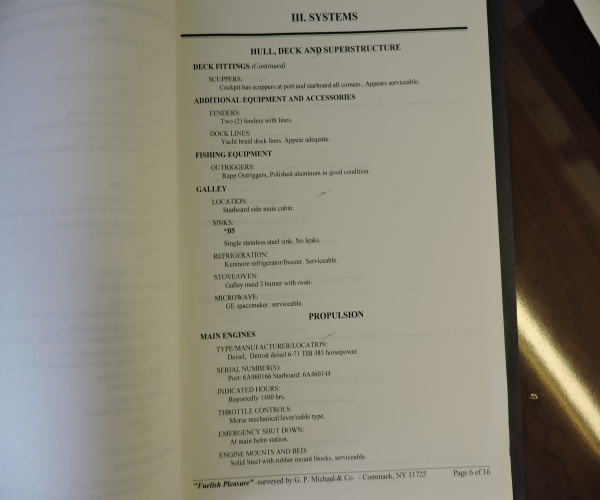 III. SYSTEMS
HULL, DECK AND SUPERSTRUCTURE
DECK FITTINGS (Continued)
SCUPPERS:
Cockpit has scuppers at port and starboard aft corners . Appears serviceable.
ADDITIONAL EQUIPMENT AND ACCESSORIES
FENDERS:
Two (2) fenders with lines.
DOCK LINES:
Yacht braid dock lines. Appear adequate.
FISHING EQUIPMENT
OUTRIGGERS:
Rupp Outriggers, Polished aluminum in good condition.
GALLEY
LOCATION:
Starboard side main cabin.
SINKS:
*B5
Single stainless steel sink. No leaks.
REFRIGERATION:
Kenmore refrigerator/freezer. Serviceable.
STOVE/OVEN:
Galley maid 3 burner with oven.
MICROWAVE:
GE spacemaker. serviceable.
PROPULSION
MAIN ENGINES
TYPE/MANUFACTURER/LOCATION:
Deisel, Detroit deisel 6-71 TIB 485 horsepower.
SERIAL NUMBER(S):
Port: 6A460166 Starboard: 6A460144
INDICATED HOURS:
Reportedly 1400 hrs.
THROTTLE CONTROLS:
Morse mechanical lever/cable type.
EMERGENCY SHUT DOWN:
At main helm station.
ENGINE MOUNTS AND BED:
Solid Steel with rubber mount blocks, serviceable.
"Fuelish Pleasure" surveyed by G. P. Michael & Co. - Commack, NY 11725 Page 6 of 16